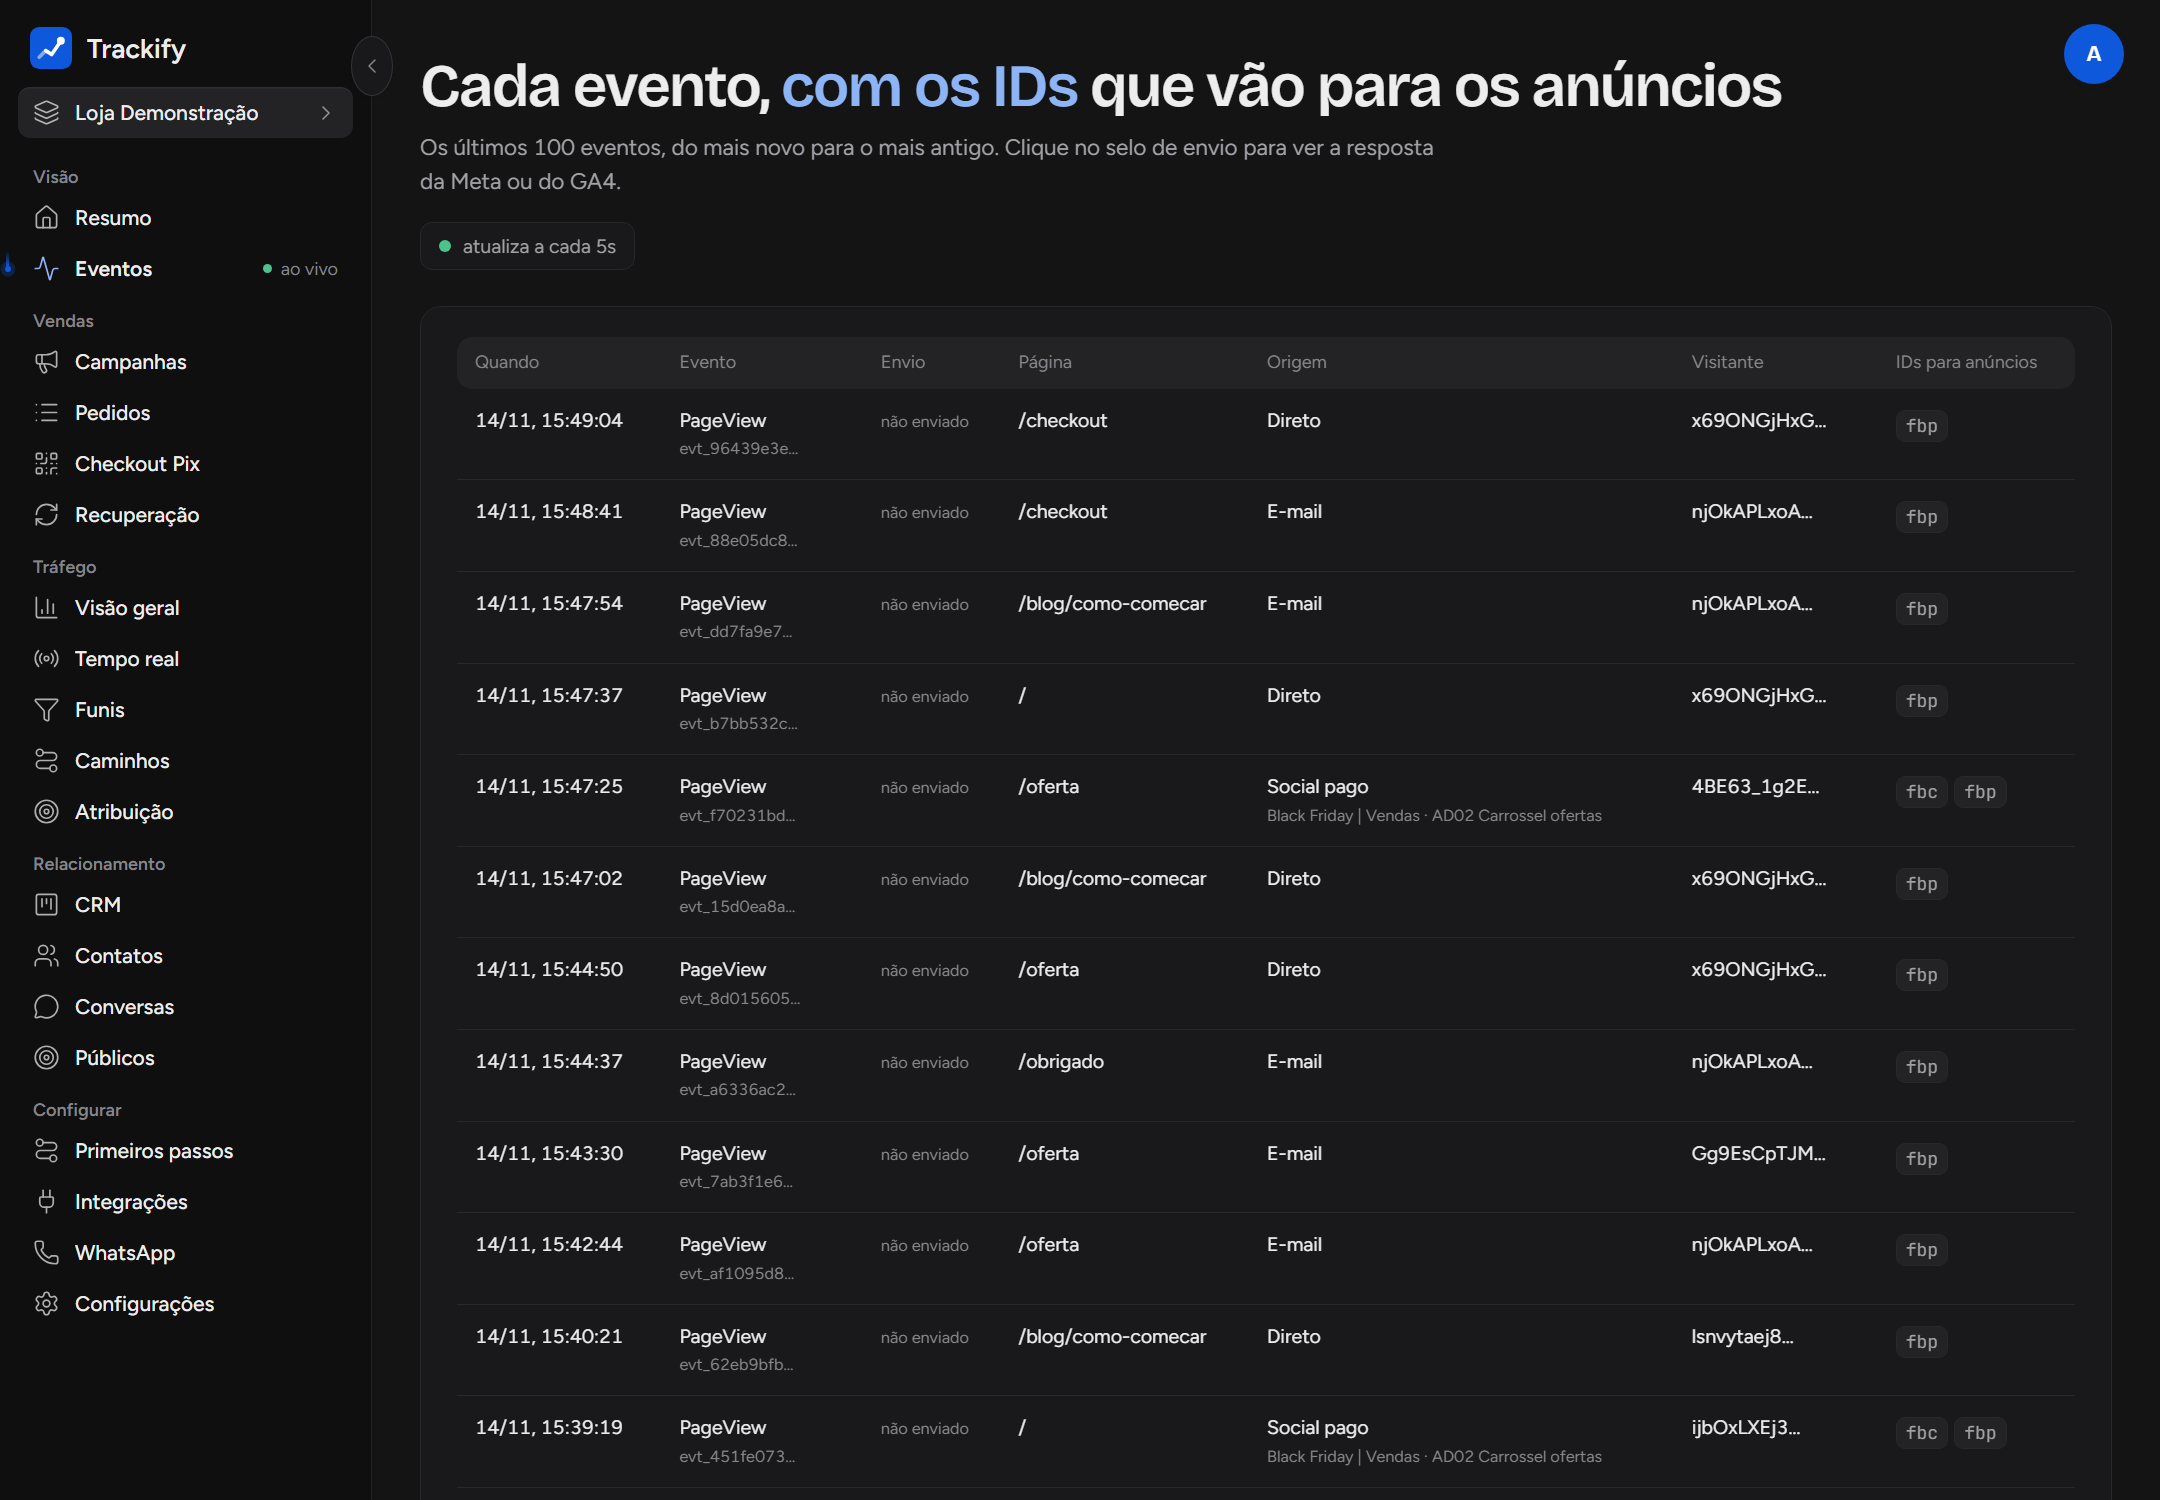 Trackify
Loja Demonstração
Visão
Resumo
Eventos
ao vivo
Vendas
Campanhas
Pedidos
Checkout Pix
Recuperação
Tráfego
Visão geral
Tempo real
Funis
Caminhos
Atribuição
Relacionamento
CRM
Contatos
Conversas
Públicos
Configurar
Primeiros passos
Integrações
WhatsApp
Configurações
A
Cada evento, com os IDs que vão para os anúncios
Os últimos 100 eventos, do mais novo para o mais antigo. Clique no selo de envio para ver a resposta
da Meta ou do GA4.
atualiza a cada 5s
Quando Evento Envio Página Origem Visitante IDs para anúncios
14/11, 15:49:04 PageView não enviado /checkout Direto x69ONGjHxG... fbp
evt_96439e3e...
14/11, 15:48:41 PageView não enviado /checkout E-mail njOkAPLxoA... fbp
evt_88e05dc8...
14/11, 15:47:54 PageView não enviado /blog/como-comecar E-mail njOkAPLxoA... fbp
evt_dd7fa9e7...
14/11, 15:47:37 PageView não enviado / Direto x69ONGjHxG... fbp
evt_b7bb532c...
14/11, 15:47:25 PageView não enviado /oferta Social pago 4BE63_1g2E... fbc fbp
evt_f70231bd... Black Friday | Vendas · AD02 Carrossel ofertas
14/11, 15:47:02 PageView não enviado /blog/como-comecar Direto x69ONGjHxG... fbp
evt_15d0ea8a...
14/11, 15:44:50 PageView não enviado /oferta Direto x69ONGjHxG... fbp
evt_8d015605...
14/11, 15:44:37 PageView não enviado /obrigado E-mail njOkAPLxoA... fbp
evt_a6336ac2...
14/11, 15:43:30 PageView não enviado /oferta E-mail Gg9EsCpTJM... fbp
evt_7ab3f1e6...
14/11, 15:42:44 PageView não enviado /oferta E-mail njOkAPLxoA... fbp
evt_af1095d8...
14/11, 15:40:21 PageView não enviado /blog/como-comecar Direto Isnvytaej8... fbp
evt_62eb9bfb...
14/11, 15:39:19 PageView não enviado / Social pago ijbOxLXEj3... fbc fbp
evt_451fe073... Black Friday | Vendas · AD02 Carrossel ofertas